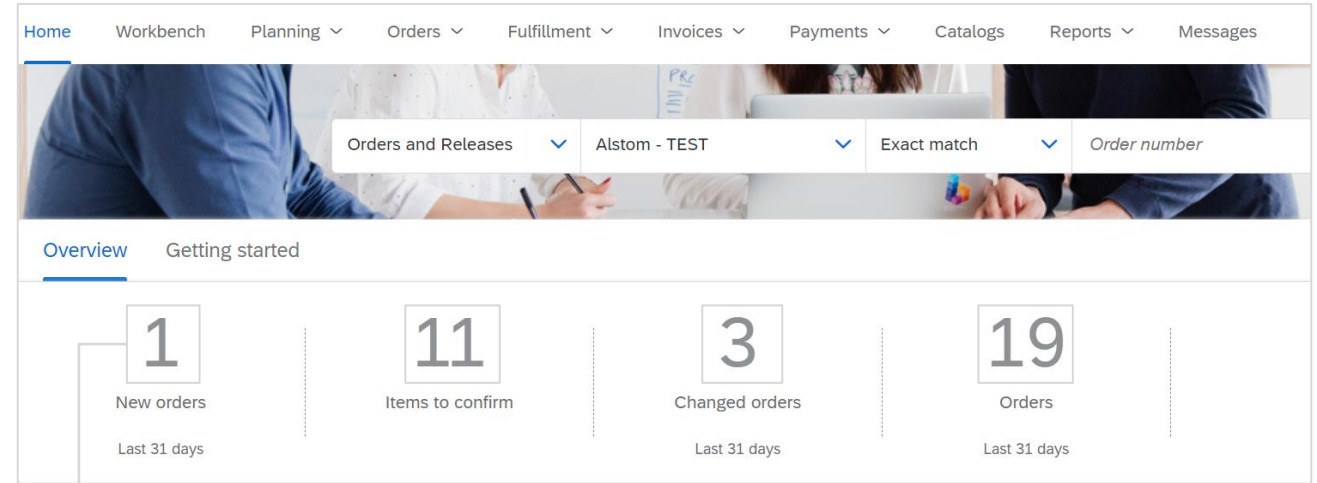 Home Workbench Planning Orders Fulfillment Invoices Payments Catalogs Reports Messages
Orders and Releases Alstom - TEST Exact match Order number
Overview Getting started
1 11 3 19
New orders Items to confirm Changed orders Orders
Last 31 days Last 31 days Last 31 days